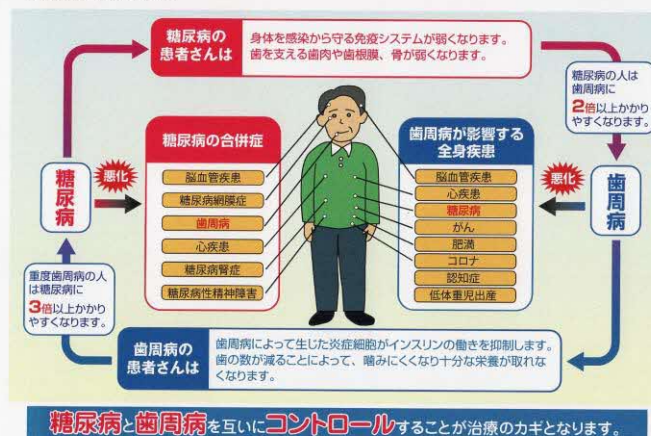 糖尿病の
患者さんは
身体を感染から守る免疫システムが弱くなります。
歯を支える歯肉や歯根膜、骨が弱くなります。
糖尿病の人は
歯周病に
2倍以上かかり
やすくなります。
糖尿病
悪化
糖尿病の合併症
脳血管疾患
糖尿病網膜症
歯周病
心疾患
糖尿病腎症
糖尿病性精神障害
歯周病が影響する
全身疾患
脳血管疾患
心疾患
糖尿病
がん
肥満
コロナ
認知症
低体重児出産
悪化
歯周病
重度歯周病の人
は糖尿病に
3倍以上かかり
やすくなります。
歯周病の
患者さんは
歯周病によって生じた炎症細胞がインスリンの働きを抑制します。
歯の数が減ることによって、噛みにくくなり十分な栄養が取れな
くなります。
糖尿病と歯周病を互いにコントロールすることが治療のカギとなります。